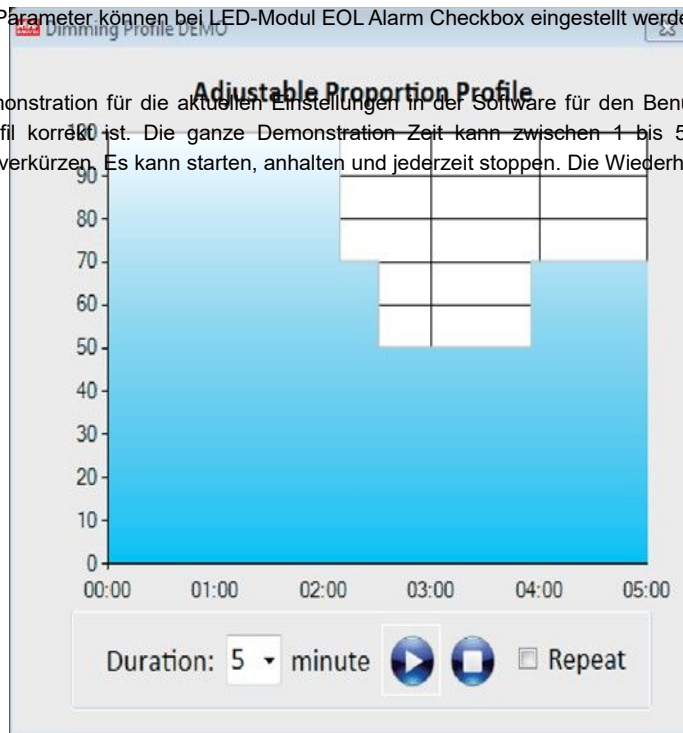 Parameter können bei LED-Modul EOL Alarm Checkbox eingestellt werde
Dimming Profile DEMO
Adjustable Proportion Profile
onstration für die aktuellen Einstellungen in der Software für den Benu
fil korrekt ist. Die ganze Demonstration Zeit kann zwischen 1 bis 5
verkürzen. Es kann starten, anhalten und jederzeit stoppen. Die Wiederh
100
90
80
70
60
50
40
30
20
10
0
00:00 01:00 02:00 03:00 04:00 05:00
Duration: 5 minute Repeat